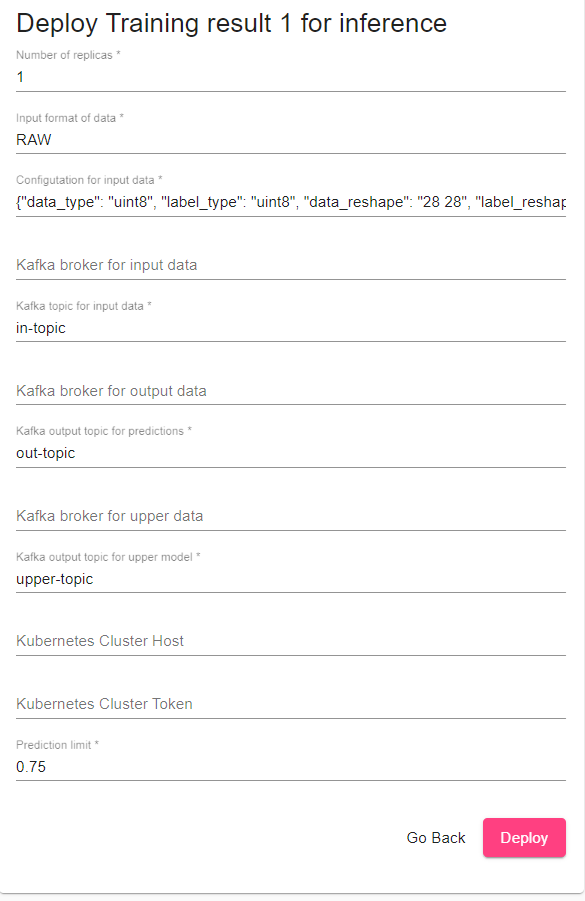 Deploy Training result 1 for inference
Number of replicas *
1
Input format of data *
RAW
Configutation for input data *
{"data_type": "uint8", "label_type": "uint8", "data_reshape": "28 28", "label_reshap
Kafka broker for input data
Kafka topic for input data *
in-topic
Kafka broker for output data
Kafka output topic for predictions *
out-topic
Kafka broker for upper data
Kafka output topic for upper model *
upper-topic
Kubernetes Cluster Host
Kubernetes Cluster Token
Prediction limit *
0.75
Go Back Deploy